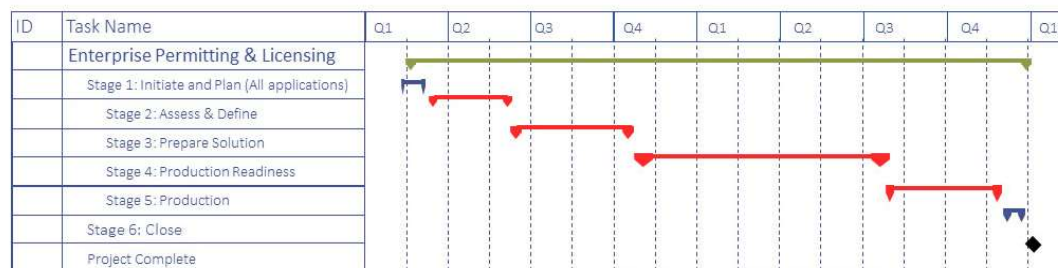 ID Task Name Q1 Q2 Q3 Q4 Q1 Q2 Q3 Q4 Q1
Enterprise Permitting & Licensing
Stage 1: Initiate and Plan (All applications)
Stage 2: Assess & Define
Stage 3: Prepare Solution
Stage 4: Production Readiness
Stage 5: Production
Stage 6: Close
Project Complete